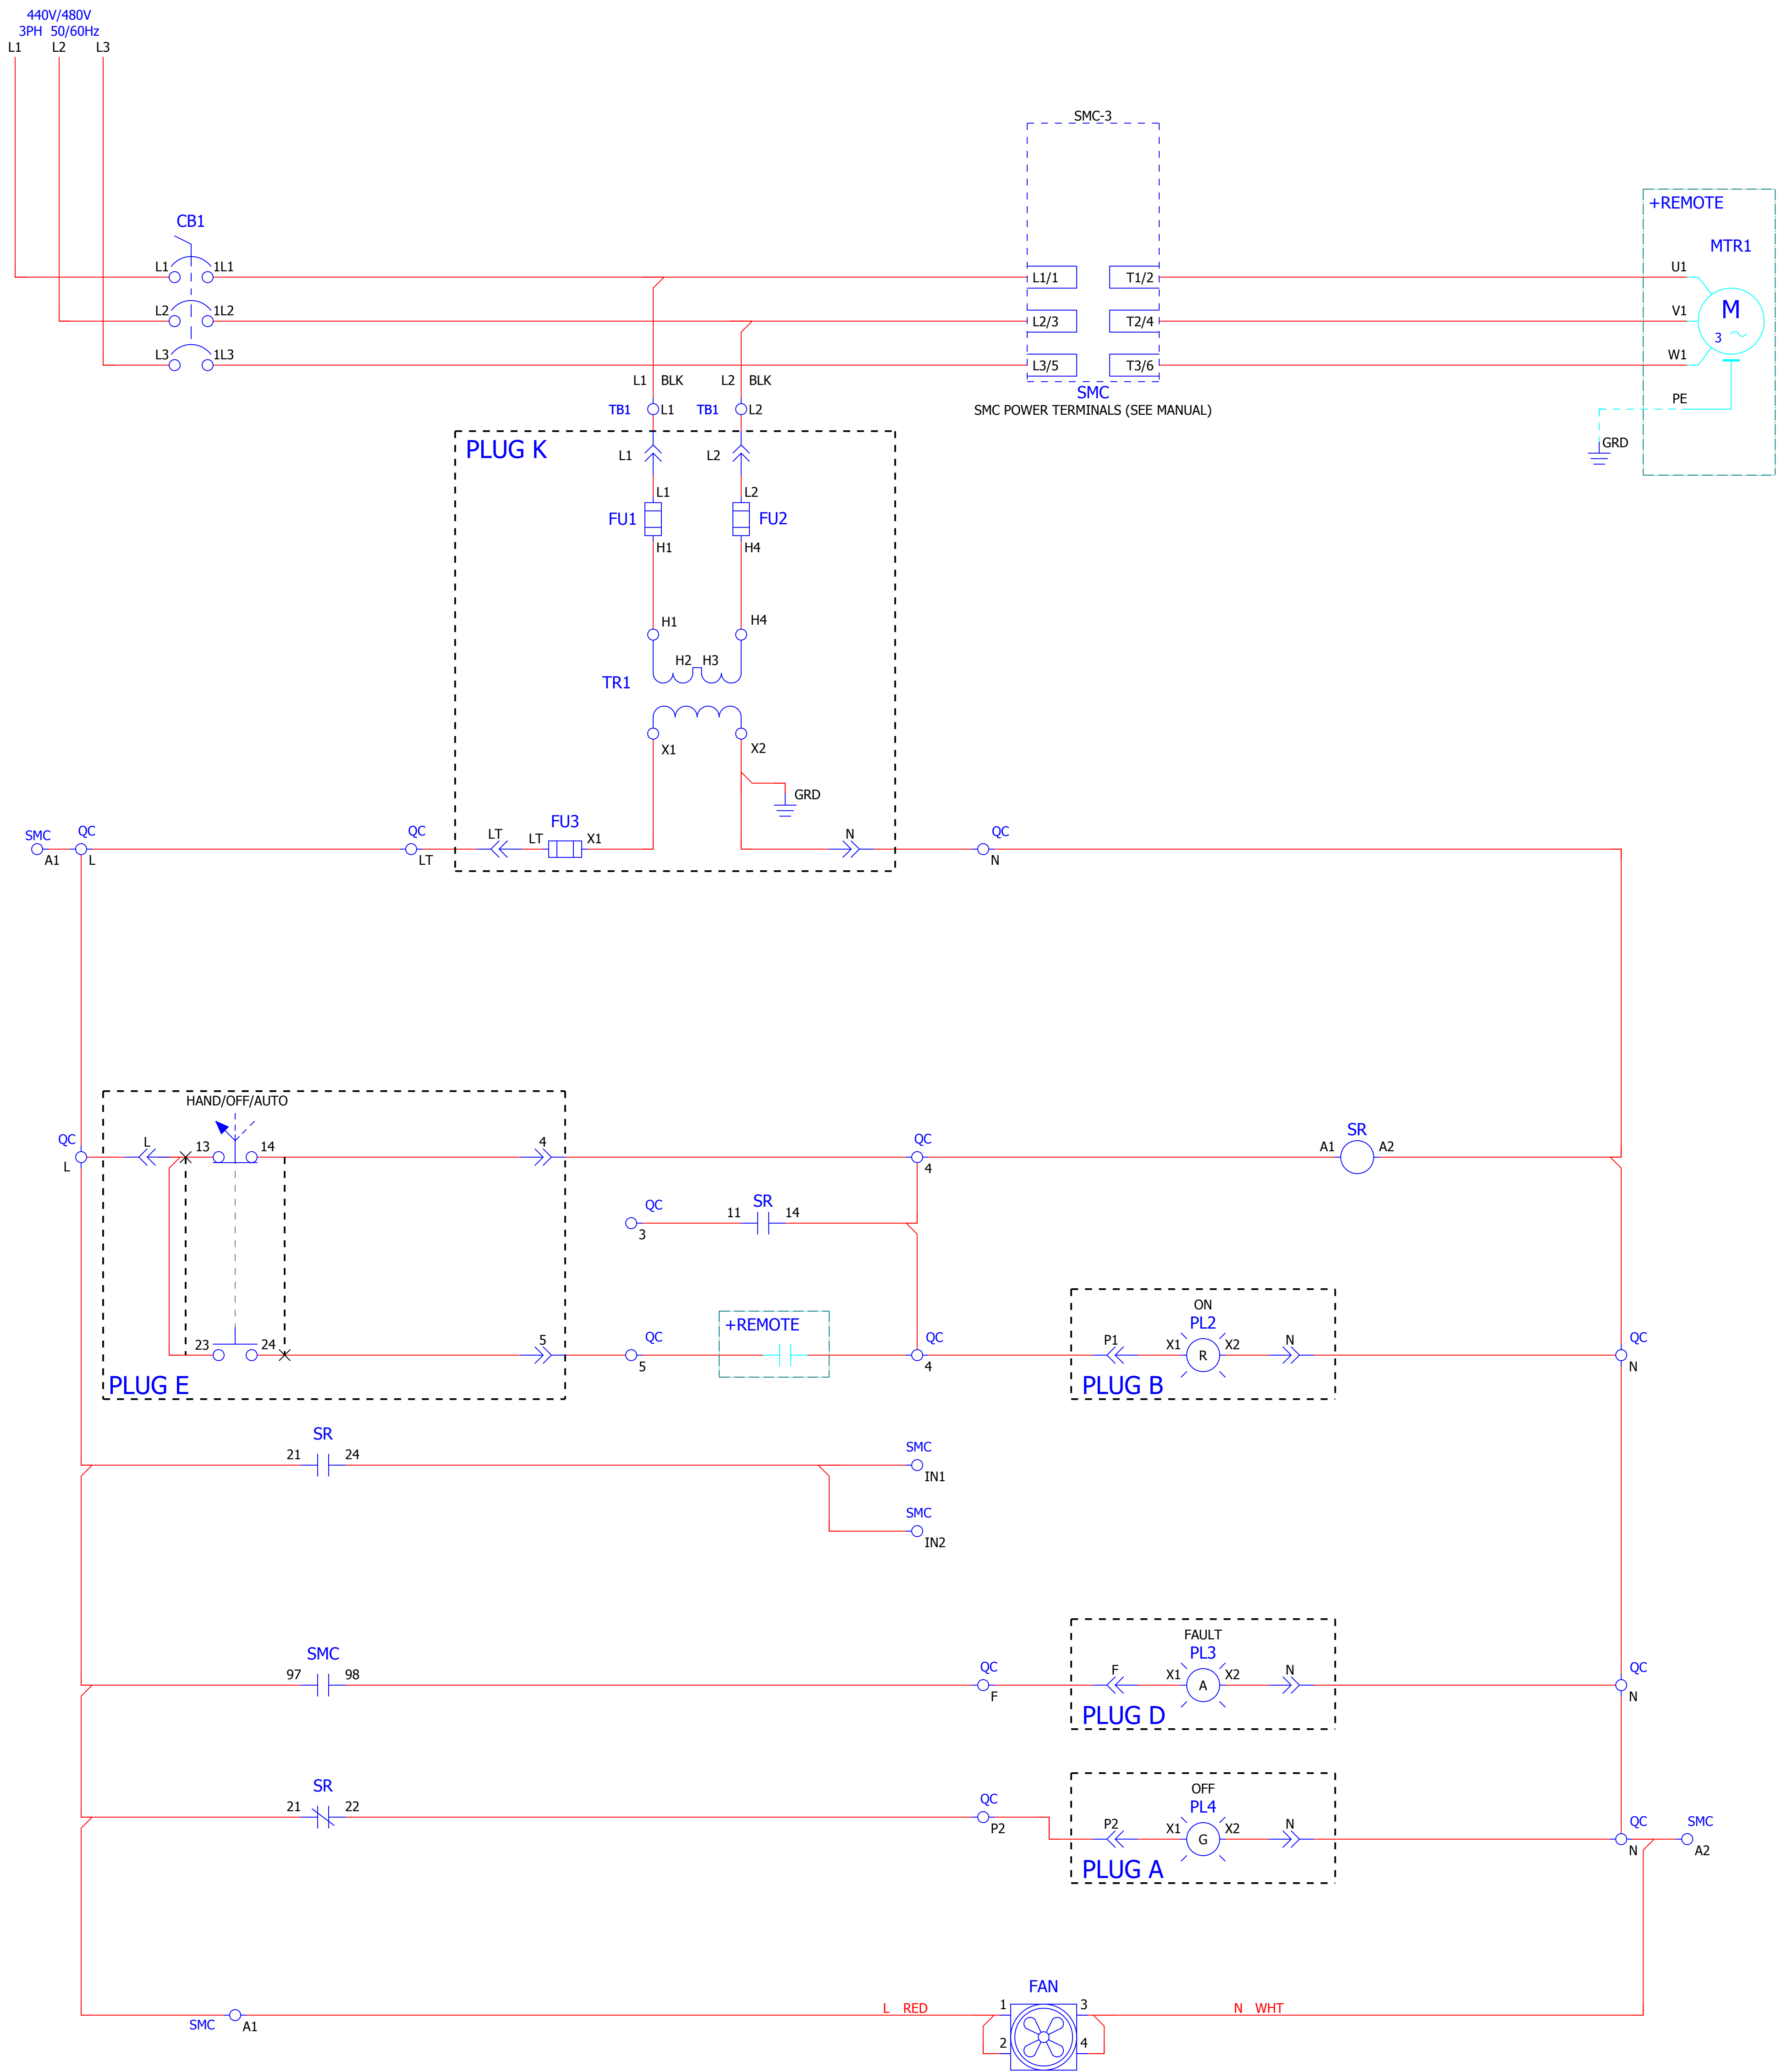 440V/480V
3PH 50/60Hz
L1 L2 L3
SMC-3
+REMOTE
CB1
MTR1
L1 1L1 L1/1 T1/2 U1
L2 1L2 L2/3 T2/4 V1
M
3
L3 1L3 L3/5 T3/6 W1
L1 BLK L2 BLK
SMC
PE
TB1 L1 TB1 L2
SMC POWER TERMINALS (SEE MANUAL)
GRD
PLUG K
L1 L2
L1 L2
FU1 FU2
H1 H4
H1 H4
H2 H3
TR1
X1 X2
GRD
FU3
SMC QC QC LT LT X1 N QC
A1 L LT N
HAND/OFF/AUTO
QC L 13 14 4 QC SR
A1 A2
L 4
QC 11 SR 14
3
ON
+REMOTE
PL2
23 24 5 QC QC P1 X1 X2 N QC
R
5 4 N
PLUG E PLUG B
SR
21 24 SMC
IN1
SMC
IN2
FAULT
SMC PL3
97 98 QC F X1 X2 N QC
A
F N
PLUG D
SR OFF
PL4
21 22 QC P2 X1 X2 N QC SMC
G
P2 N A2
PLUG A
FAN
L RED 1 3 N WHT
SMC A1
2 4